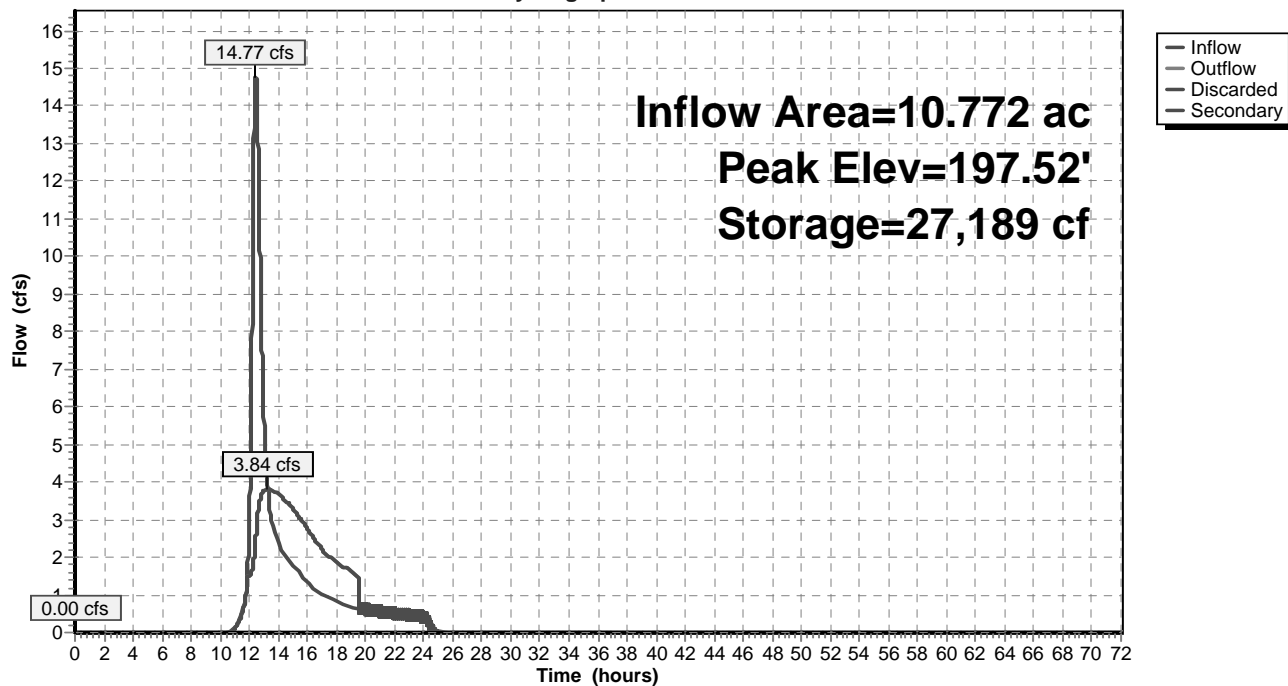 Inflow
Outflow
Discarded
Secondary
Inflow Area=10.772 ac
Peak Elev=197.52'
Storage=27,189 cf
14.77 cfs
3.84 cfs
0.00 cfs
Flow (cfs)
16
15
14
13
12
11
10
9
8
7
6
5
4
3
2
1
0
0 2 4 6 8 10 12 14 16 18 20 22 24 26 28 30 32 34 36 38 40 42 44 46 48 50 52 54 56 58 60 62 64 66 68 70 72
Time (hours)